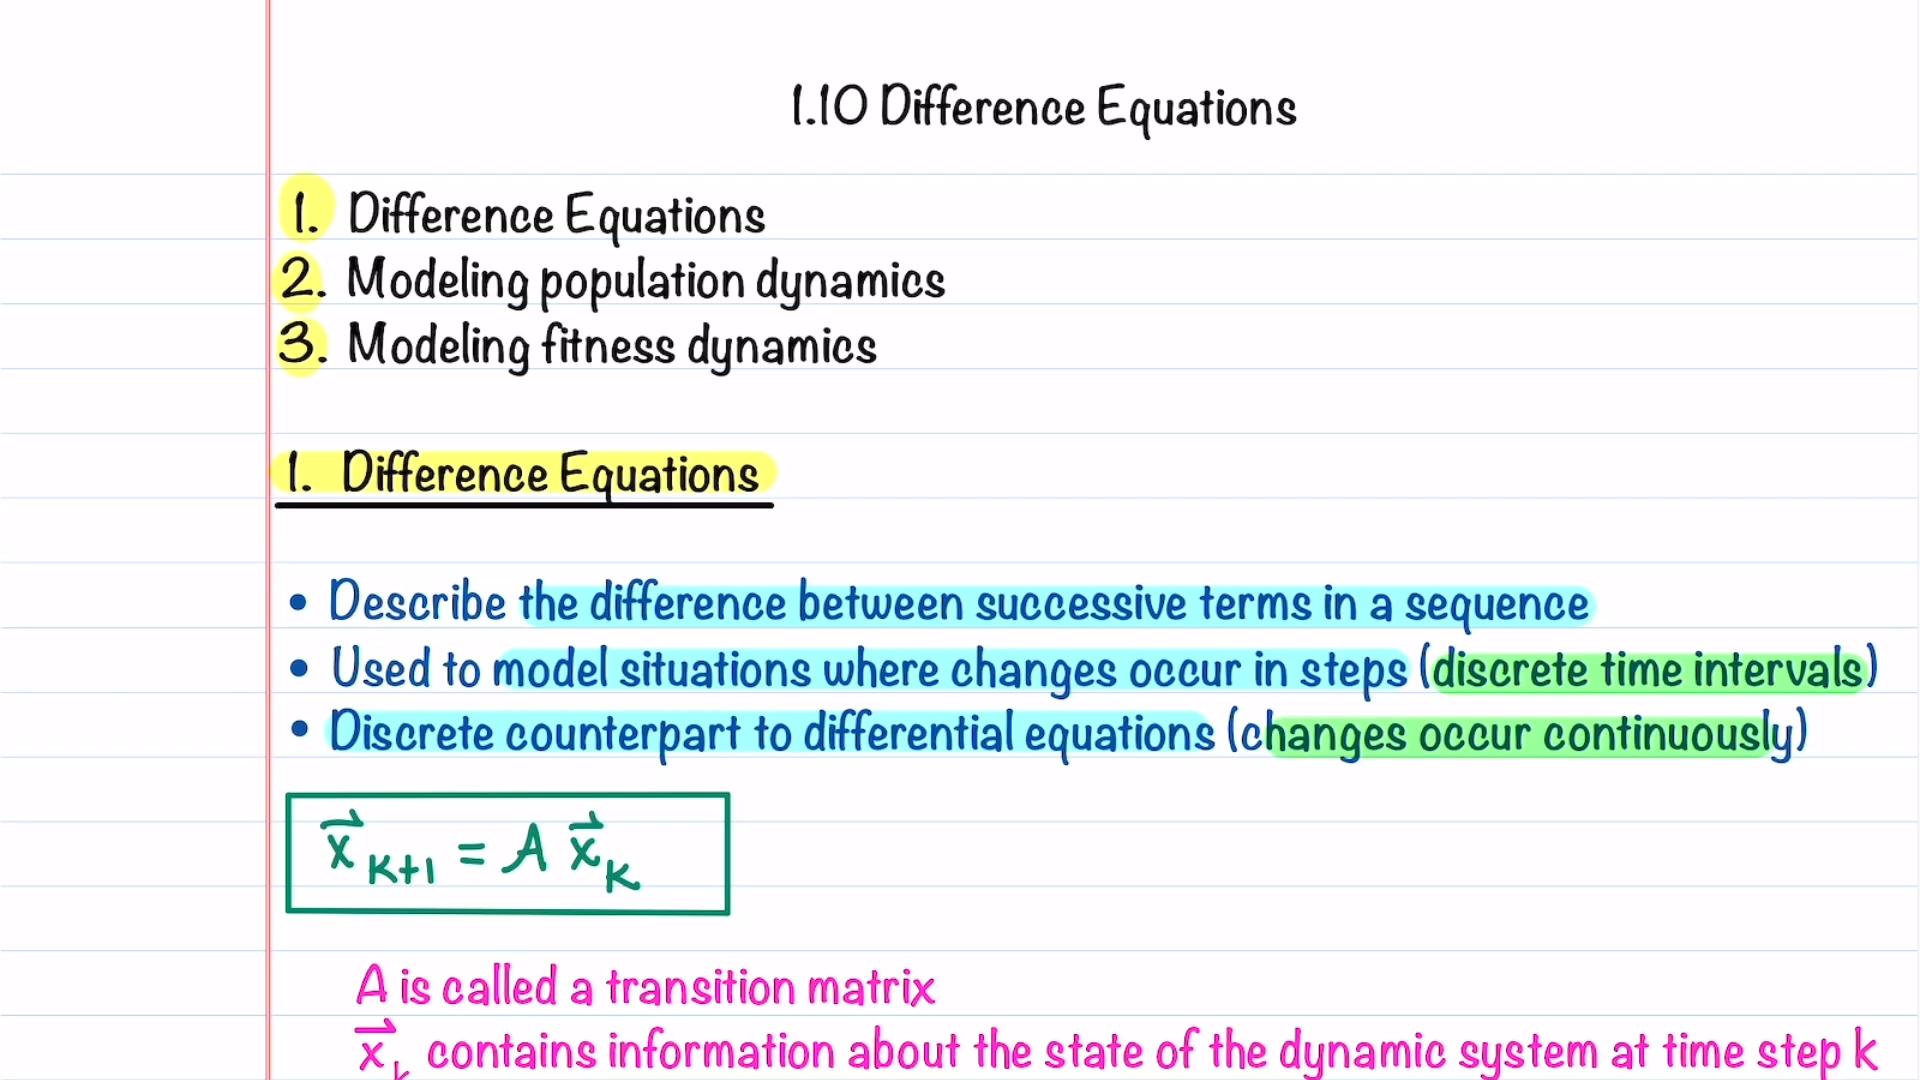 1.10 Difference Equations
1. Difference Equations
2. Modeling population dynamics
3. Modeling fitness dynamics
1. Difference Equations
• Describe the difference between successive terms in a sequence
• Used to model situations where changes occur in steps (discrete time intervals)
• Discrete counterpart to differential equations (changes occur continuously)
x⃗ₖ₊₁ = A x⃗ₖ
A is called a transition matrix
x⃗ₖ contains information about the state of the dynamic system at time step k